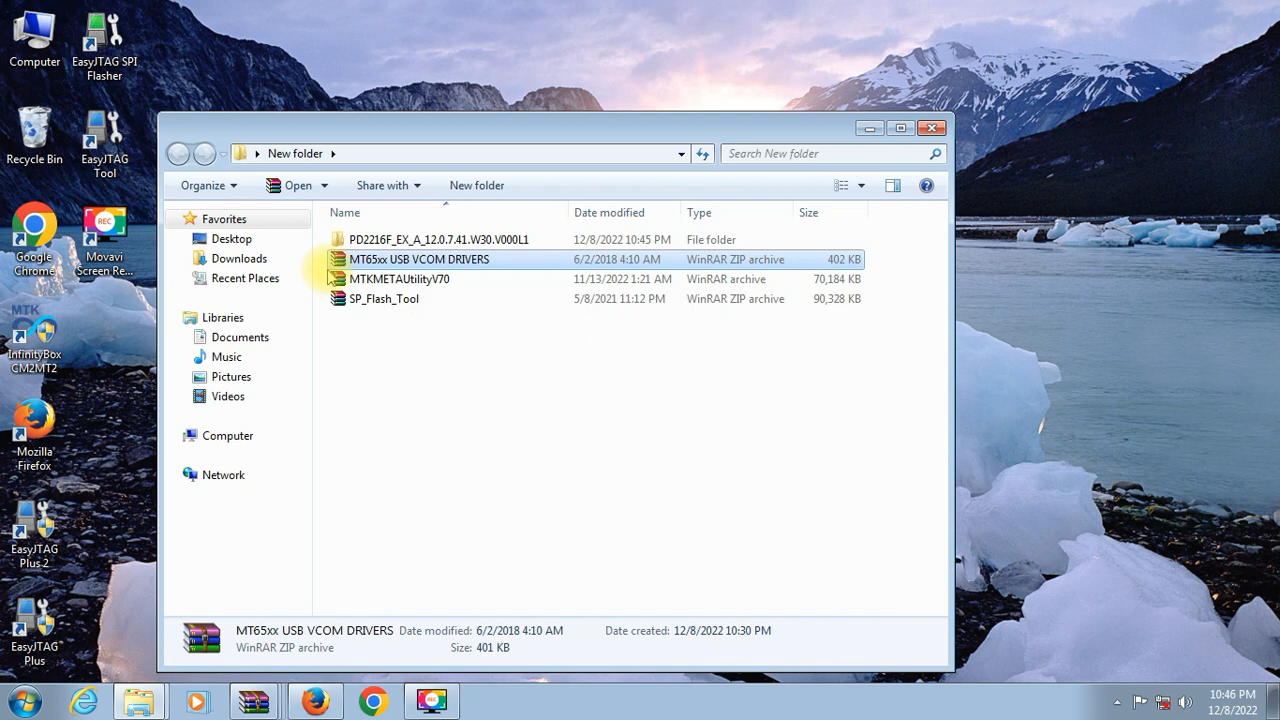 Computer
EasyJTAG SPI
Flasher
Recycle Bin
EasyJTAG
Tool
Google
Chrome
REC
Movavi
Screen Re...
MTK
InfinityBox
CM2MT2
Mozilla
Firefox
EasyJTAG
Plus 2
EasyJTAG
Plus
New folder
Search New folder
Organize
Open
Share with
New folder
Favorites
Desktop
Downloads
Recent Places
Libraries
Documents
Music
Pictures
Videos
Computer
Network
Name
Date modified
Type
Size
PD2216F_EX_A_12.0.7.41.W30.V000L1 12/8/2022 10:45 PM File folder
MT65xx USB VCOM DRIVERS 6/2/2018 4:10 AM WinRAR ZIP archive 402 KB
MTKMETAUtilityV70 11/13/2022 1:21 AM WinRAR archive 70,184 KB
SP_Flash_Tool 5/8/2021 11:12 PM WinRAR ZIP archive 90,328 KB
MT65xx USB VCOM DRIVERS Date modified: 6/2/2018 4:10 AM Date created: 12/8/2022 10:30 PM
WinRAR ZIP archive Size: 401 KB
REC
10:46 PM
12/8/2022